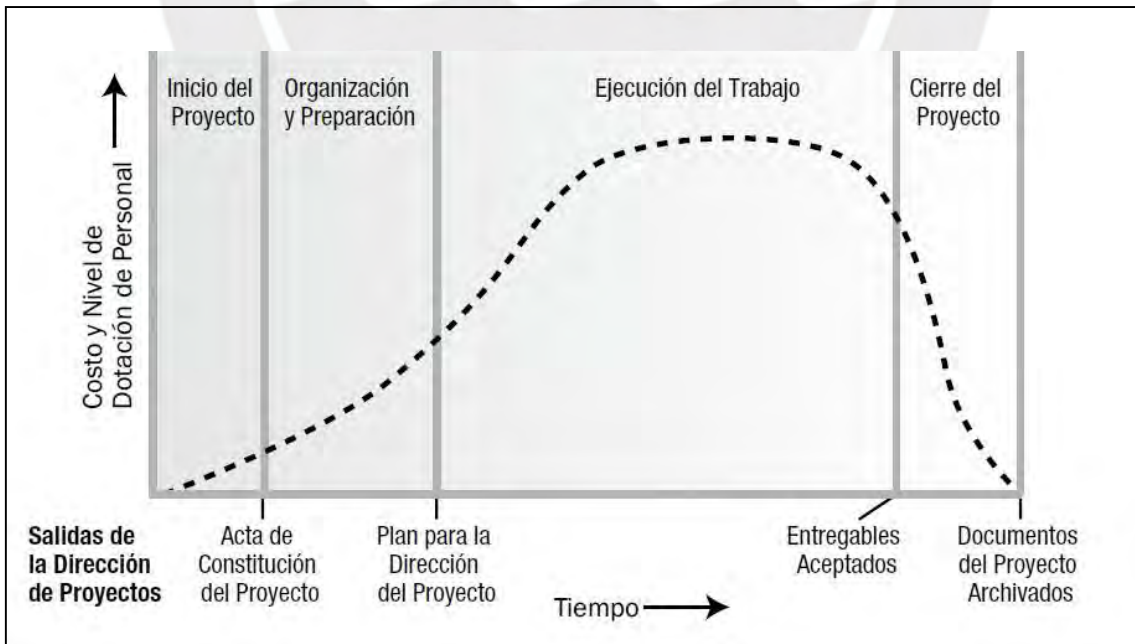 Inicio del
Proyecto
Organización
y Preparación
Ejecución del Trabajo
Cierre del
Proyecto
Costo y Nivel de
Dotación de Personal
Salidas de
la Dirección
de Proyectos
Acta de
Constitución
del Proyecto
Plan para la
Dirección
del Proyecto
Entregables
Aceptados
Documentos
del Proyecto
Archivados
Tiempo